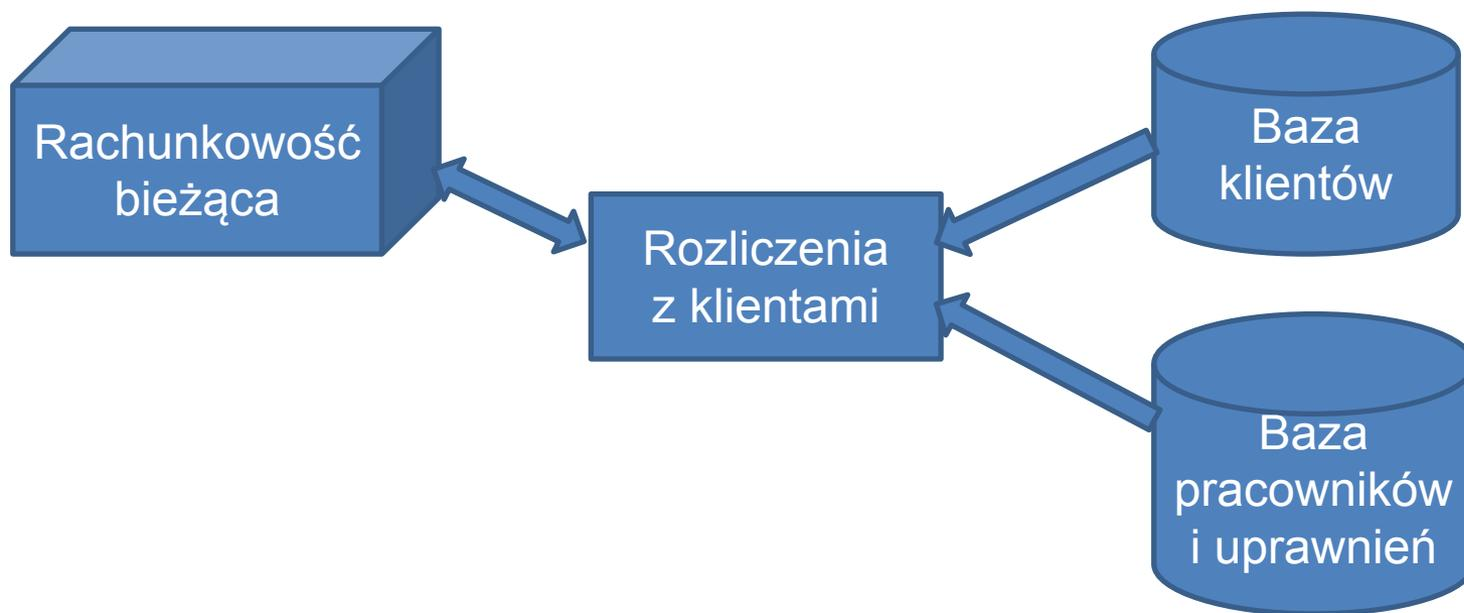 Rachunkowość
bieżąca
Rozliczenia
z klientami
Baza
klientów
Baza
pracowników
i uprawnień